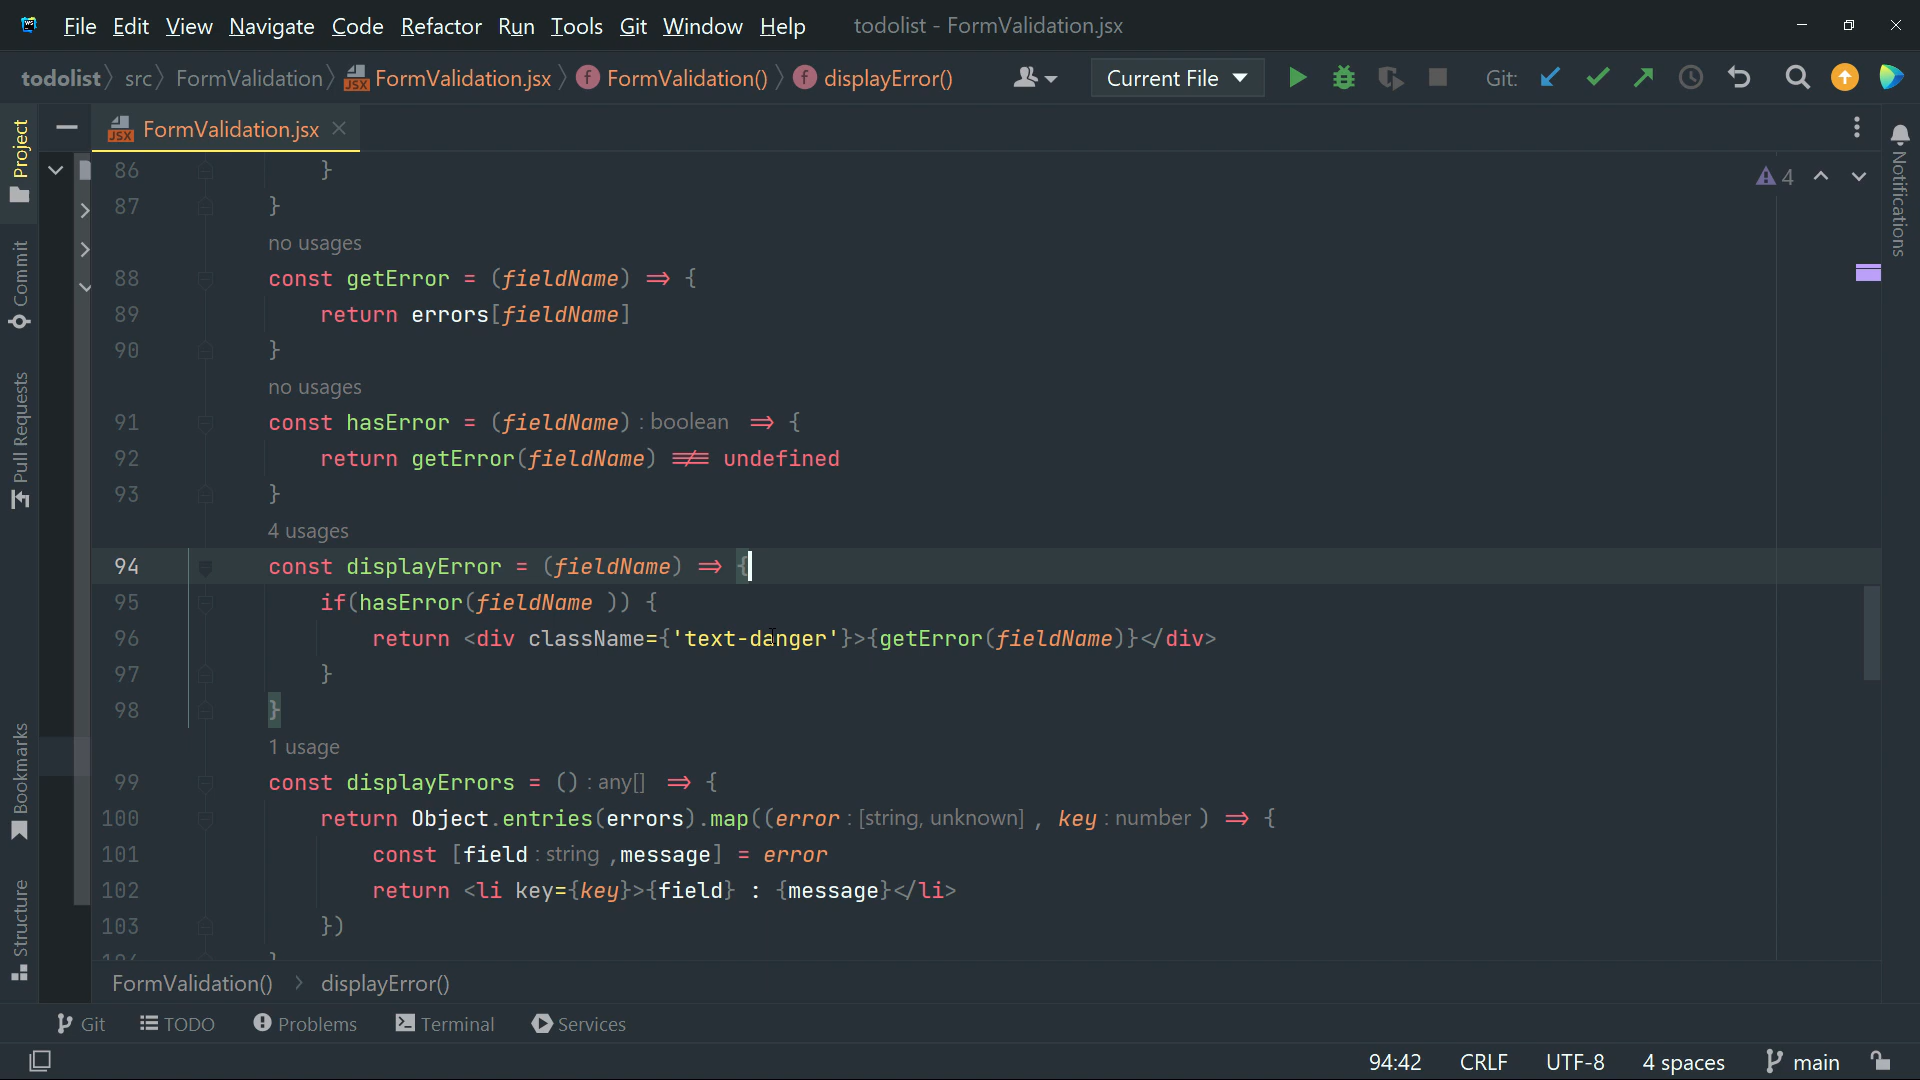 File Edit View Navigate Code Refactor Run Tools Git Window Help todolist - FormValidation.jsx
todolist src FormValidation JSX FormValidation.jsx f FormValidation() f displayError() Current File Git:
JSX FormValidation.jsx
Project
Commit
Pull Requests
Bookmarks
Structure
Notifications
4
86 }
87 }
no usages
88 const getError = (fieldName) => {
89 return errors[fieldName]
90 }
no usages
91 const hasError = (fieldName) : boolean => {
92 return getError(fieldName) !== undefined
93 }
4 usages
94 const displayError = (fieldName) => {
95 if(hasError(fieldName )) {
96 return <div className={'text-danger'}>{getError(fieldName)}</div>
97 }
98 }
1 usage
99 const displayErrors = () : any[] => {
100 return Object.entries(errors).map((error : [string, unknown] , key : number ) => {
101 const [field : string ,message] = error
102 return <li key={key}>{field} : {message}</li>
103 })
FormValidation() displayError()
Git TODO Problems Terminal Services
94:42 CRLF UTF-8 4 spaces main